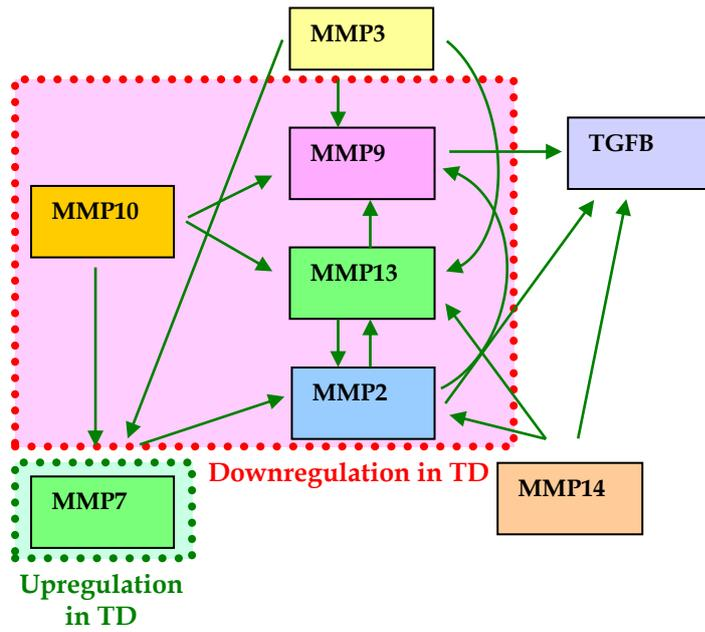 MMP3
MMP9
TGFB
MMP10
MMP13
MMP2
Downregulation in TD
MMP7
MMP14
Upregulation
in TD